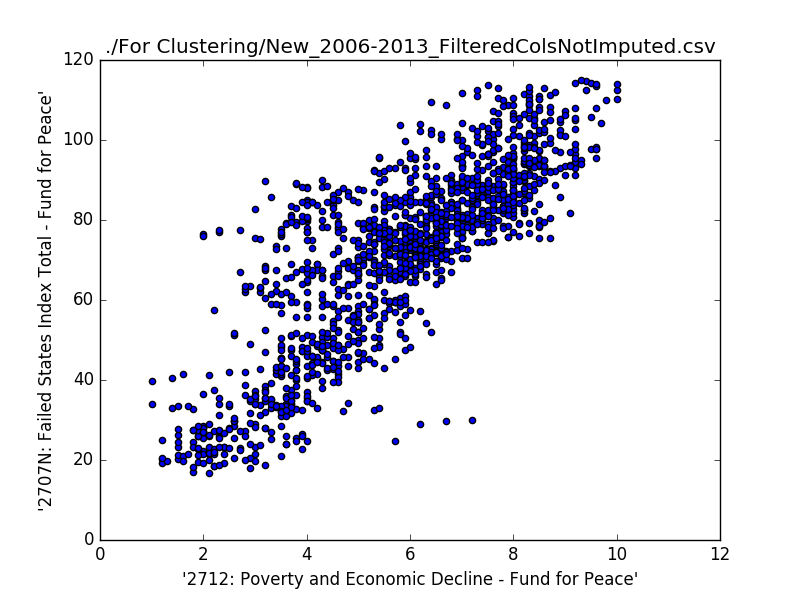 ./For Clustering/New_2006-2013_FilteredColsNotImputed.csv
120
100
80
60
40
20
0
'2707N: Failed States Index Total - Fund for Peace'
0 2 4 6 8 10 12
'2712: Poverty and Economic Decline - Fund for Peace'